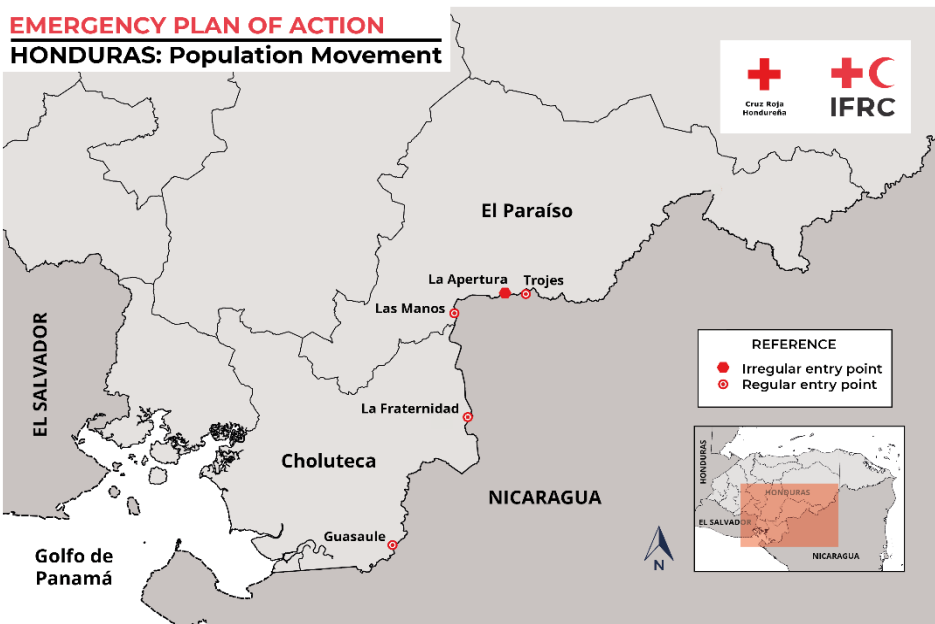 EMERGENCY PLAN OF ACTION
HONDURAS: Population Movement
Cruz Roja
Hondureña
IFRC
El Paraíso
La Apertura
Trojes
Las Manos
EL SALVADOR
La Fraternidad
Choluteca
NICARAGUA
Guasaule
Golfo de
Panamá
N
REFERENCE
Irregular entry point
Regular entry point
HONDURAS
HONDURAS
EL SALVADOR
NICARAGUA